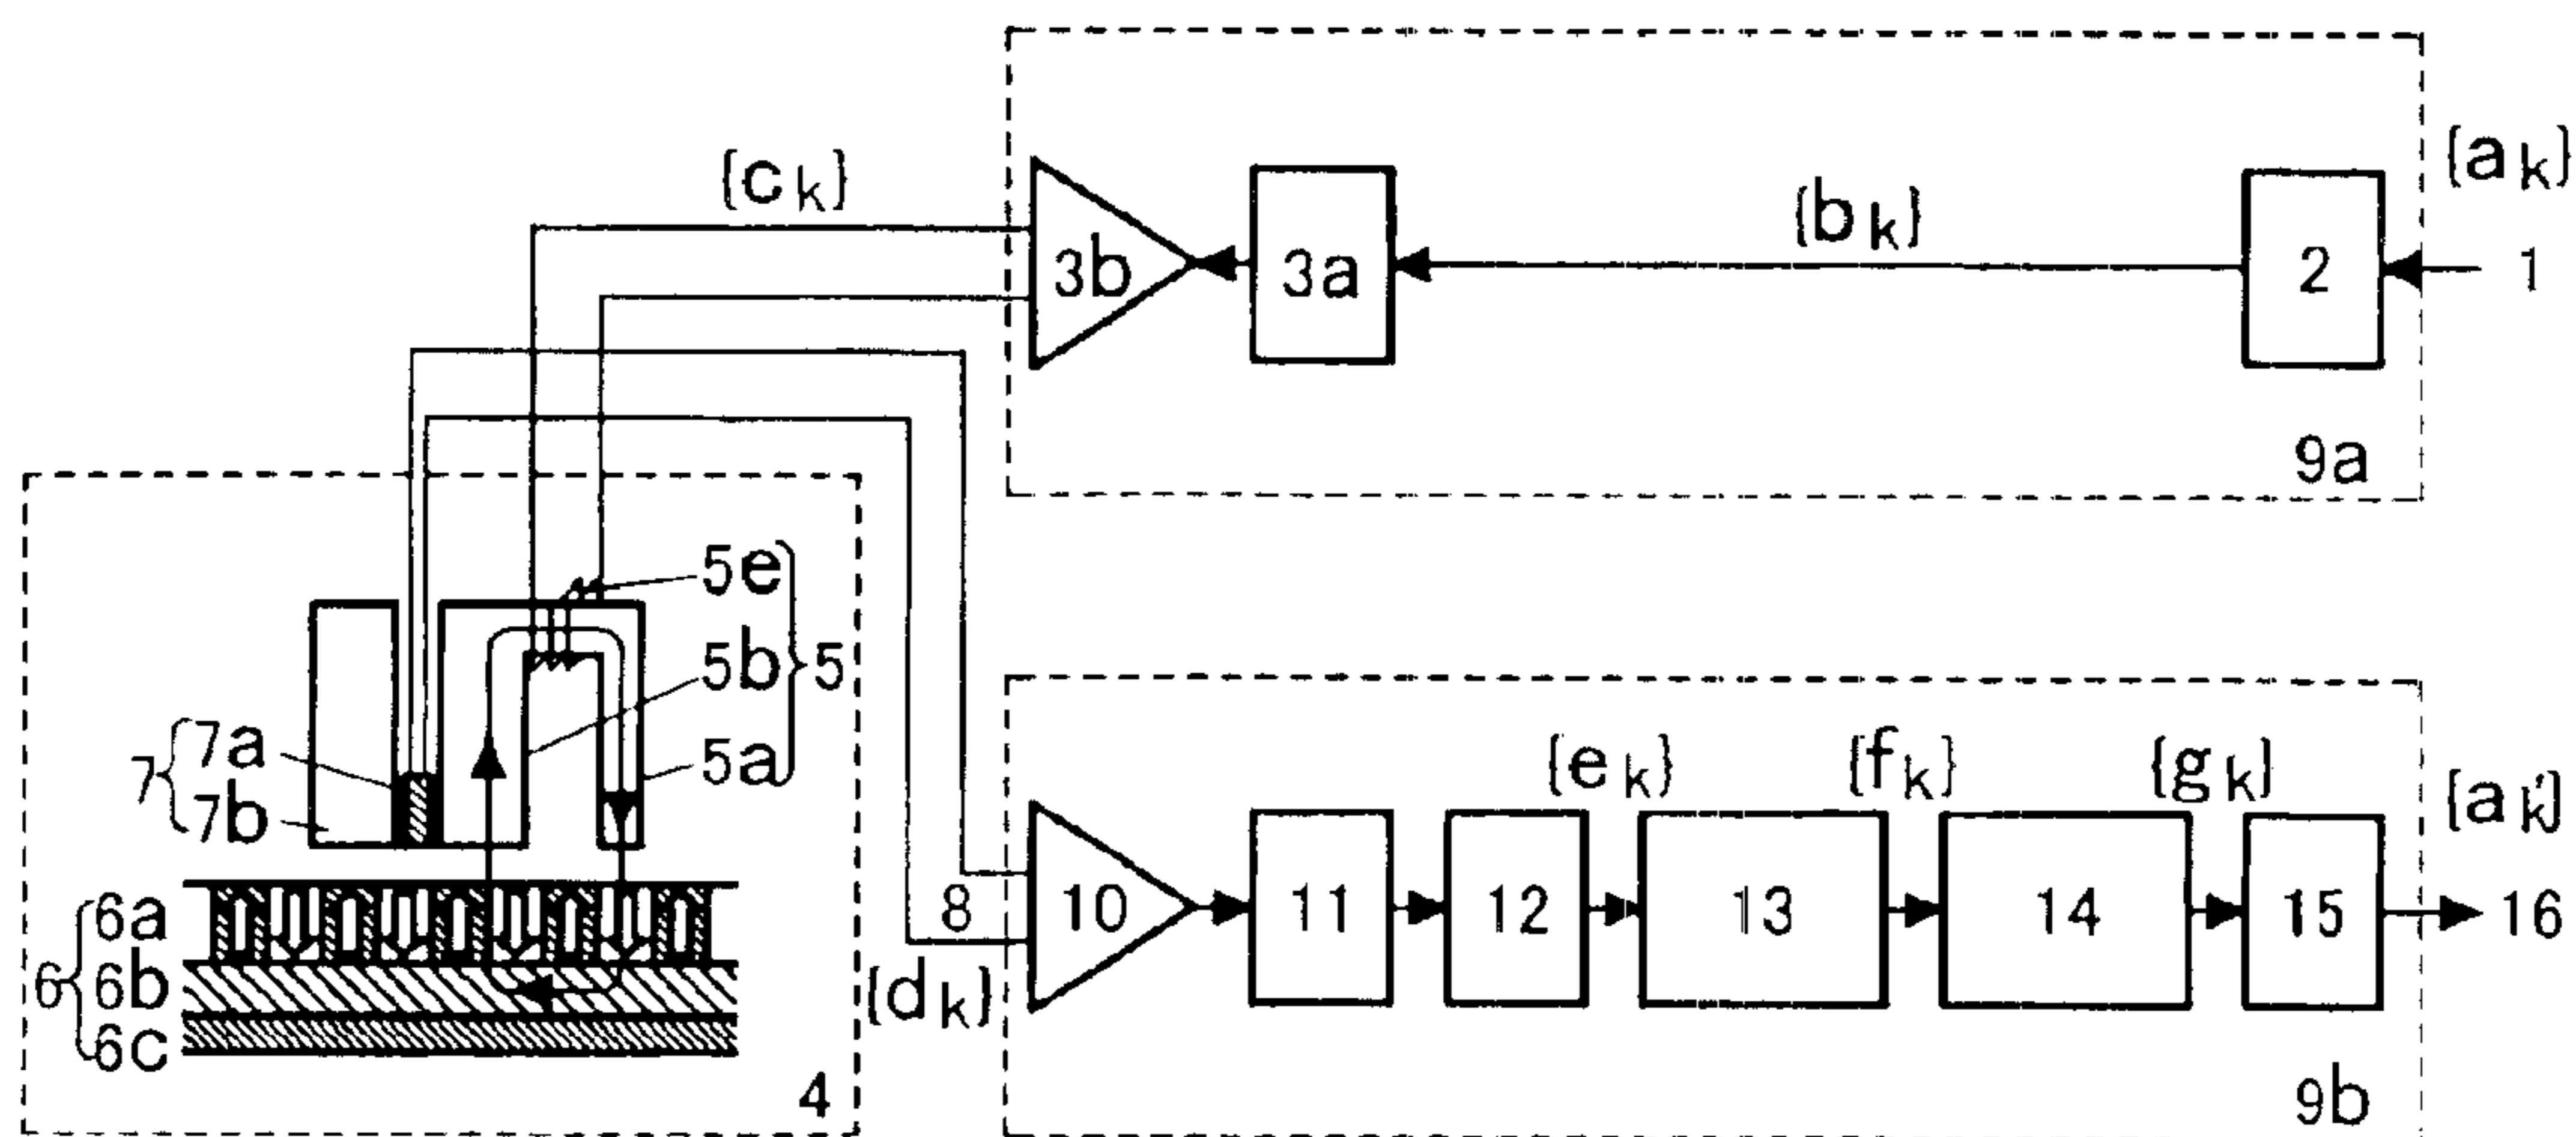 {ck}
{bk}
{ak}
3b
3a
2
1
9a
5e
5b
5
5a
7
7a
7b
6
6a
6b
6c
4
8
{dk}
{ek}
{fk}
{gk}
{ak'}
10
11
12
13
14
15
16
9b